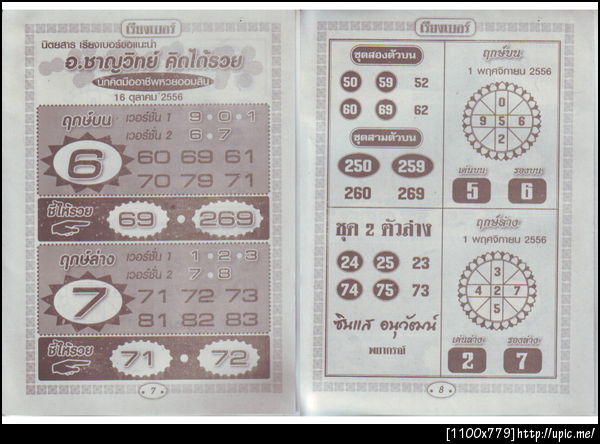 เรียงเบอร์
นิตยสาร เรียงเบอร์ขอแนะนำ
อ.ชาญวิทย์ คิดได้รวย
นักคิดมืออาชีพหวยออมสิน
16 ตุลาคม 2556
ฤกษ์บน เวอร์ชั่น 1 9·0·1
เวอร์ชั่น 2 6·7
6 60 69 61
70 79 71
ชี้ให้รวย 69 · 269
ฤกษ์ล่าง เวอร์ชั่น 1 1·2·3
เวอร์ชั่น 2 7·8
7 71 72 73
81 82 83
ชี้ให้รวย 71 · 72
· 7 ·
เรียงเบอร์
ชุดสองตัวบน
50 59 52
60 69 62
ชุดสามตัวบน
250 259
260 269
ฤกษ์บน
1 พฤศจิกายน 2556
0
9 5 6
2
เด่นบน รองบน
5 6
ชุด 2 ตัวล่าง
24 25 23
74 75 73
ซินแส อนุวัฒน์
พยากรณ์
ฤกษ์ล่าง
1 พฤศจิกายน 2556
3
4 2 7
5
เด่นล่าง รองล่าง
2 7
· 8 ·
[1100x779]http://upic.me/